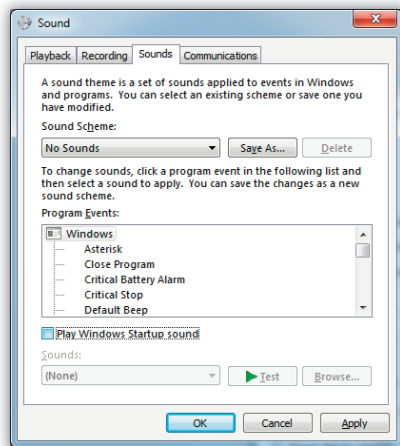 Sound
Playback
Recording
Sounds
Communications
A sound theme is a set of sounds applied to events in Windows
and programs. You can select an existing scheme or save one you
have modified.
Sound Scheme:
No Sounds
Save As...
Delete
To change sounds, click a program event in the following list and
then select a sound to apply. You can save the changes as a new
sound scheme.
Program Events:
Windows
Asterisk
Close Program
Critical Battery Alarm
Critical Stop
Default Beep
Play Windows Startup sound
Sounds:
(None)
Test
Browse...
OK
Cancel
Apply